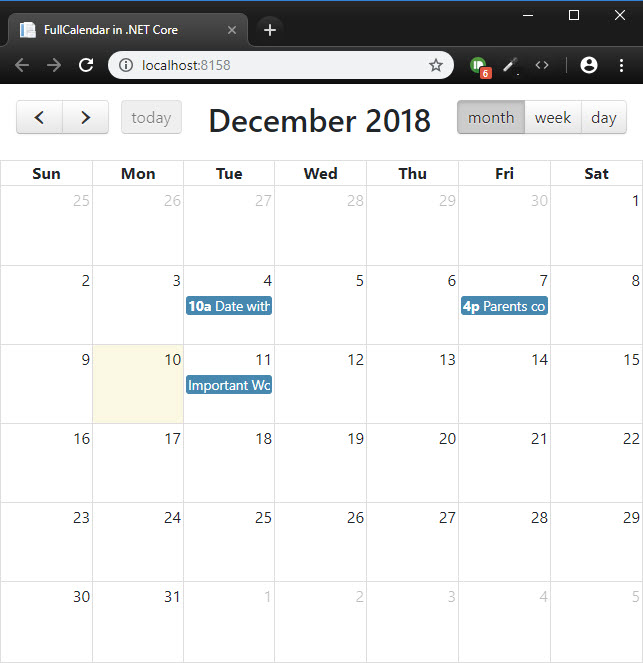 FullCalendar in .NET Core
localhost:8158
6
today
December 2018
month week day
Sun Mon Tue Wed Thu Fri Sat
25 26 27 28 29 30 1
2 3 4 5 6 7 8
10a Date with 4p Parents co
9 10 11 12 13 14 15
Important Wo
16 17 18 19 20 21 22
23 24 25 26 27 28 29
30 31 1 2 3 4 5